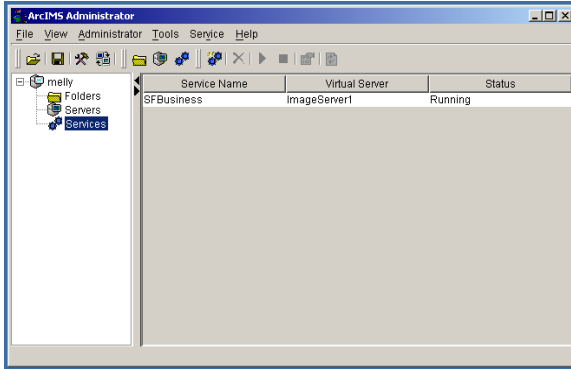 ArcIMS Administrator
File View Administrator Tools Service Help
melly
Folders
Servers
Services
Service Name Virtual Server Status
SFBusiness ImageServer1 Running